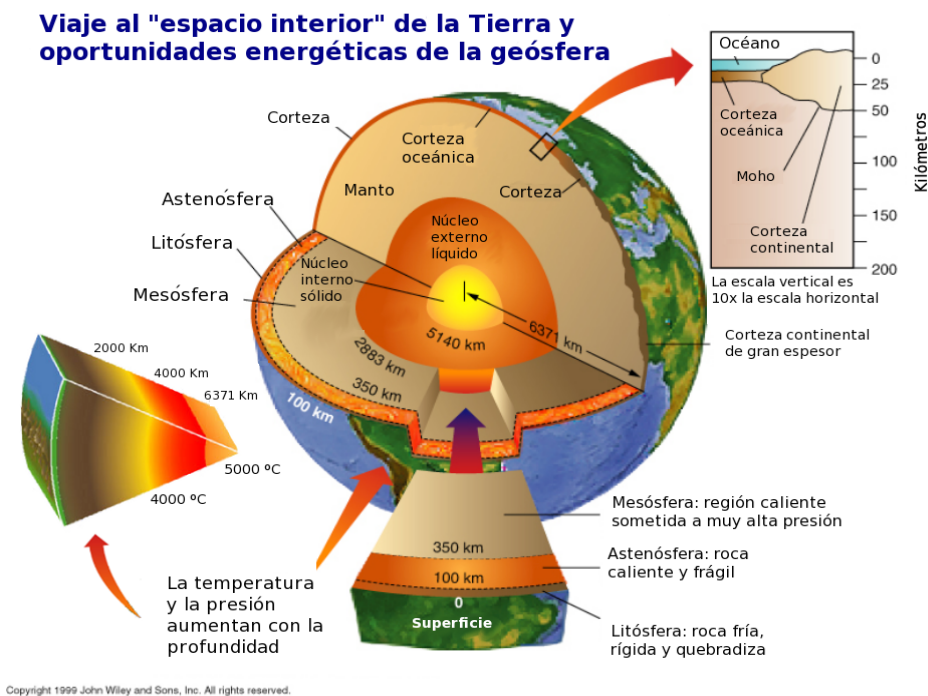 Viaje al "espacio interior" de la Tierra y
oportunidades energéticas de la geósfera
Océano
0
25
50
100
150
200
Kilómetros
Corteza
oceánica
Moho
Corteza
continental
La escala vertical es
10x la escala horizontal
Corteza
Corteza
oceánica
Manto
Corteza
Astenósfera
Litósfera
Mesósfera
Núcleo
externo
líquido
Núcleo
interno
sólido
6371 km
5140 km
2883 km
350 km
100 km
Corteza continental
de gran espesor
2000 Km
4000 Km
6371 Km
5000 ºC
4000 ºC
La temperatura
y la presión
aumentan con la
profundidad
350 km
100 km
0
Superficie
Mesósfera: región caliente
sometida a muy alta presión
Astenósfera: roca
caliente y frágil
Litósfera: roca fría,
rígida y quebradiza
Copyright 1999 John Wiley and Sons, Inc. All rights reserved.